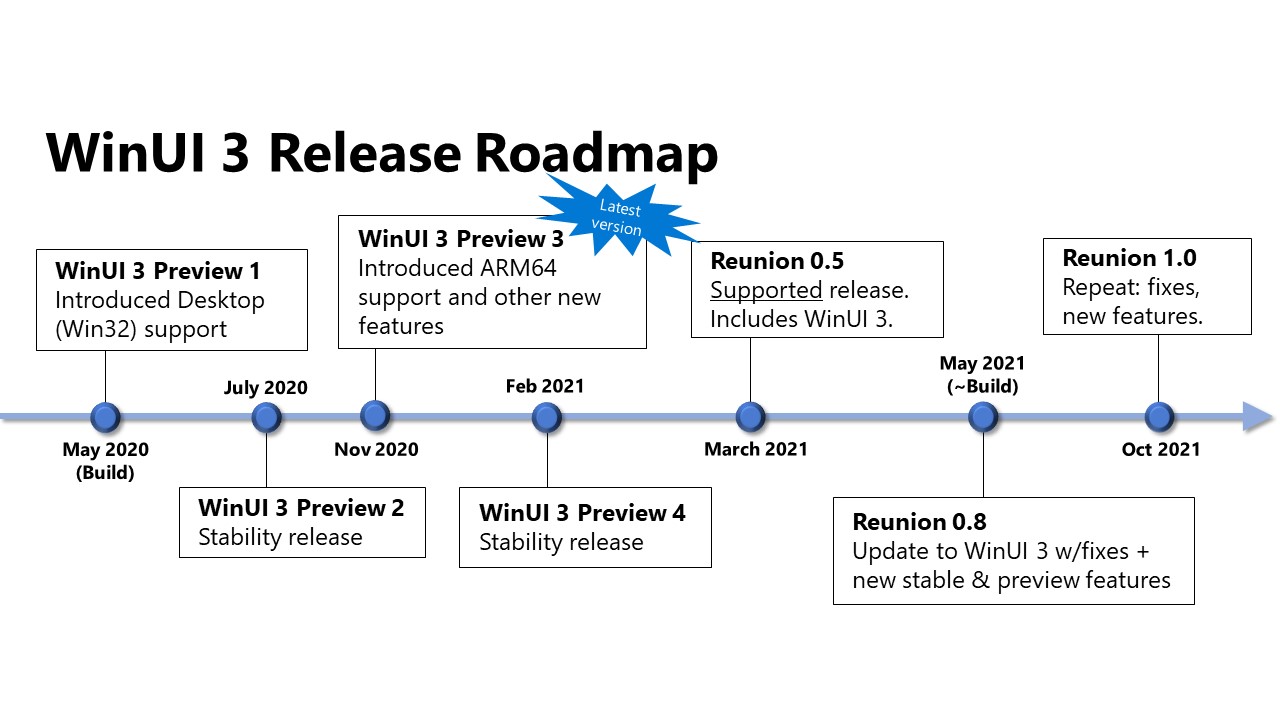 WinUI 3 Release Roadmap
Latest
version
WinUI 3 Preview 1
Introduced Desktop
(Win32) support
May 2020
(Build)
July 2020
WinUI 3 Preview 2
Stability release
WinUI 3 Preview 3
Introduced ARM64
support and other new
features
Nov 2020
Feb 2021
WinUI 3 Preview 4
Stability release
Reunion 0.5
Supported release.
Includes WinUI 3.
March 2021
May 2021
(~Build)
Reunion 0.8
Update to WinUI 3 w/fixes +
new stable & preview features
Reunion 1.0
Repeat: fixes,
new features.
Oct 2021